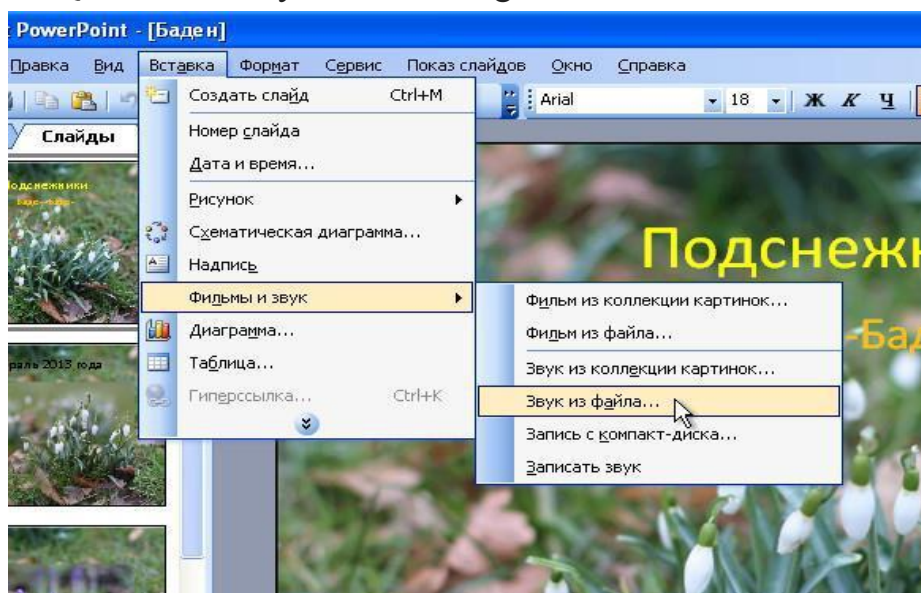 PowerPoint - [Баден]
Правка Вид Вставка Формат Сервис Показ слайдов Окно Справка
Arial 18 Ж К Ч
Слайды
Создать слайд Ctrl+M
Номер слайда
Дата и время...
Рисунок
Схематическая диаграмма...
Надпись
Фильмы и звук
Диаграмма...
Таблица...
Гиперссылка... Ctrl+K
Фильм из коллекции картинок...
Фильм из файла...
Звук из коллекции картинок...
Звук из файла...
Запись с компакт-диска...
Записать звук
Подснежники
2013 года
Подснежн
-Бад